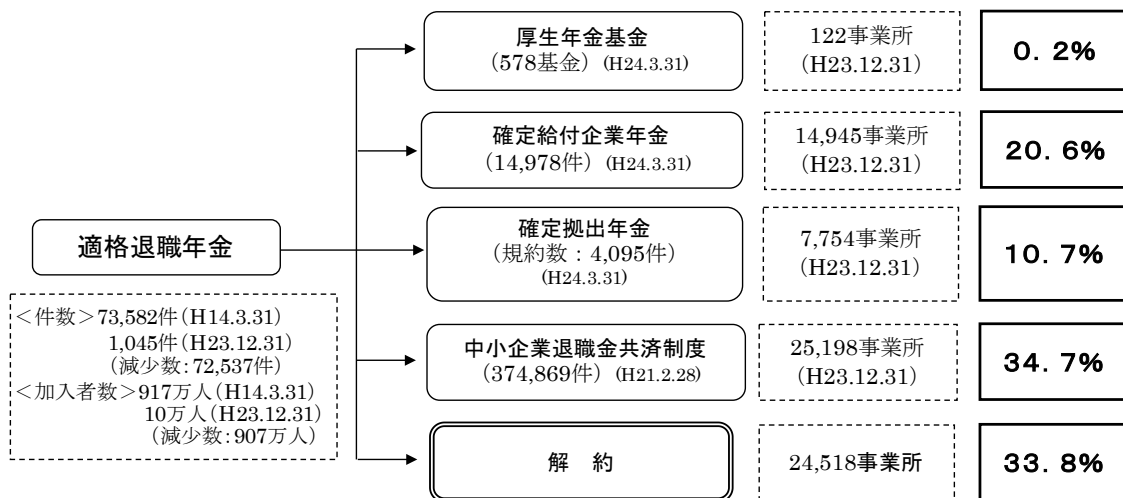 厚生年金基金
(578基金) (H24.3.31)
122事業所
(H23.12.31)
0. 2%
確定給付企業年金
(14,978件) (H24.3.31)
14,945事業所
(H23.12.31)
20. 6%
適格退職年金
確定拠出年金
(規約数：4,095件)
(H24.3.31)
7,754事業所
(H23.12.31)
10. 7%
＜件数＞73,582件(H14.3.31)
1,045件(H23.12.31)
(減少数：72,537件)
＜加入者数＞917万人(H14.3.31)
10万人(H23.12.31)
(減少数：907万人)
中小企業退職金共済制度
(374,869件) (H21.2.28)
25,198事業所
(H23.12.31)
34. 7%
解　約
24,518事業所
33. 8%